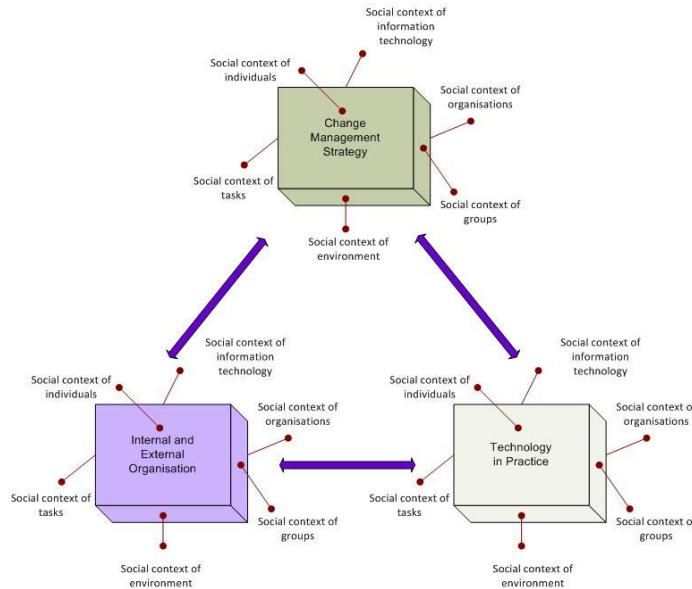 Social context of
information
technology
Social context of
individuals
Social context of
organisations
Change
Management
Strategy
Social context of
tasks
Social context of
groups
Social context of
environment
Social context of
information
technology
Social context of
individuals
Social context of
organisations
Internal and
External
Organisation
Social context of
tasks
Social context of
groups
Social context of
environment
Social context of
information
technology
Social context of
individuals
Social context of
organisations
Technology
in Practice
Social context of
tasks
Social context of
groups
Social context of
environment